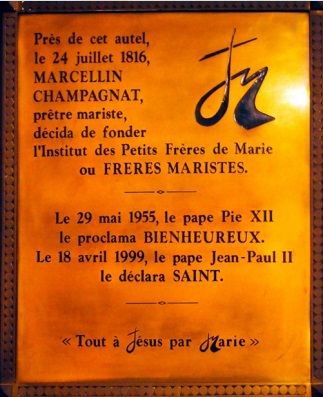 Près de cet autel,
le 24 juillet 1816,
MARCELLIN
CHAMPAGNAT,
prêtre mariste,
décida de fonder
l'Institut des Petits Frères de Marie
ou FRERES MARISTES.
Le 29 mai 1955, le pape Pie XII
le proclama BIENHEUREUX.
Le 18 avril 1999, le pape Jean-Paul II
le déclara SAINT.
« Tout à Jésus par Marie »